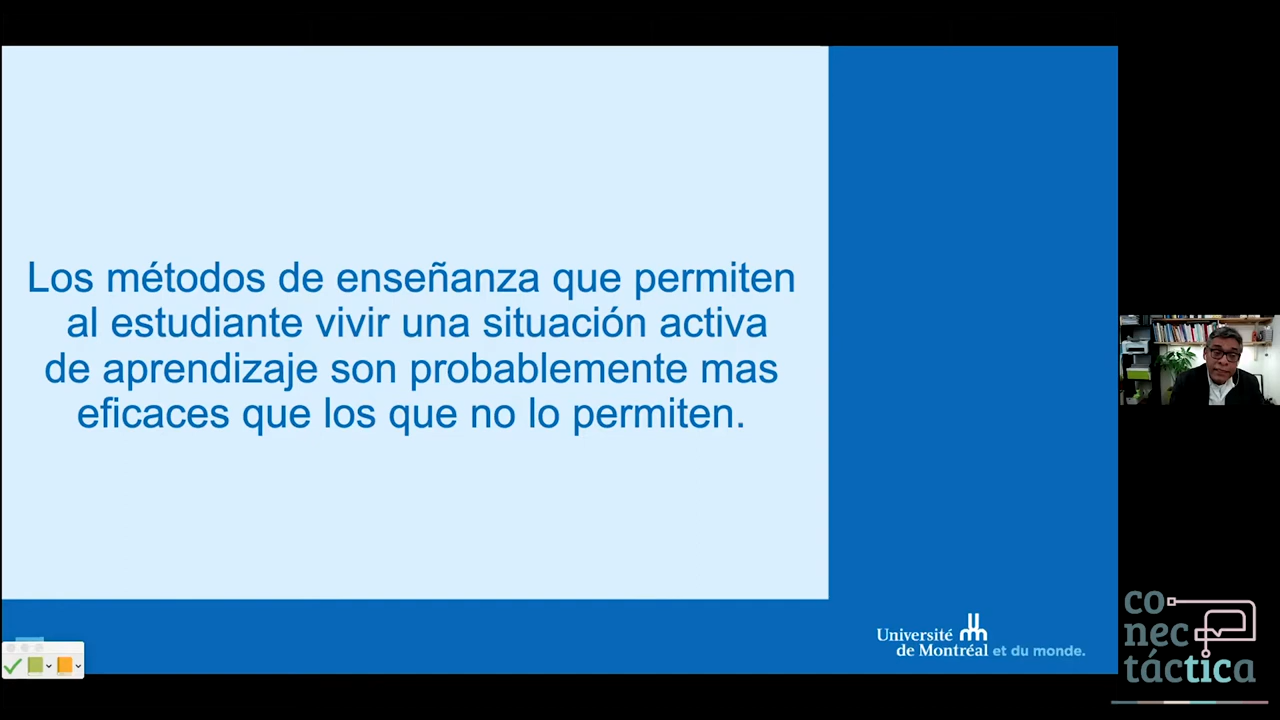 Los métodos de enseñanza que permiten
al estudiante vivir una situación activa
de aprendizaje son probablemente mas
eficaces que los que no lo permiten.
Université
de Montréal et du monde.
co
nec
táctica